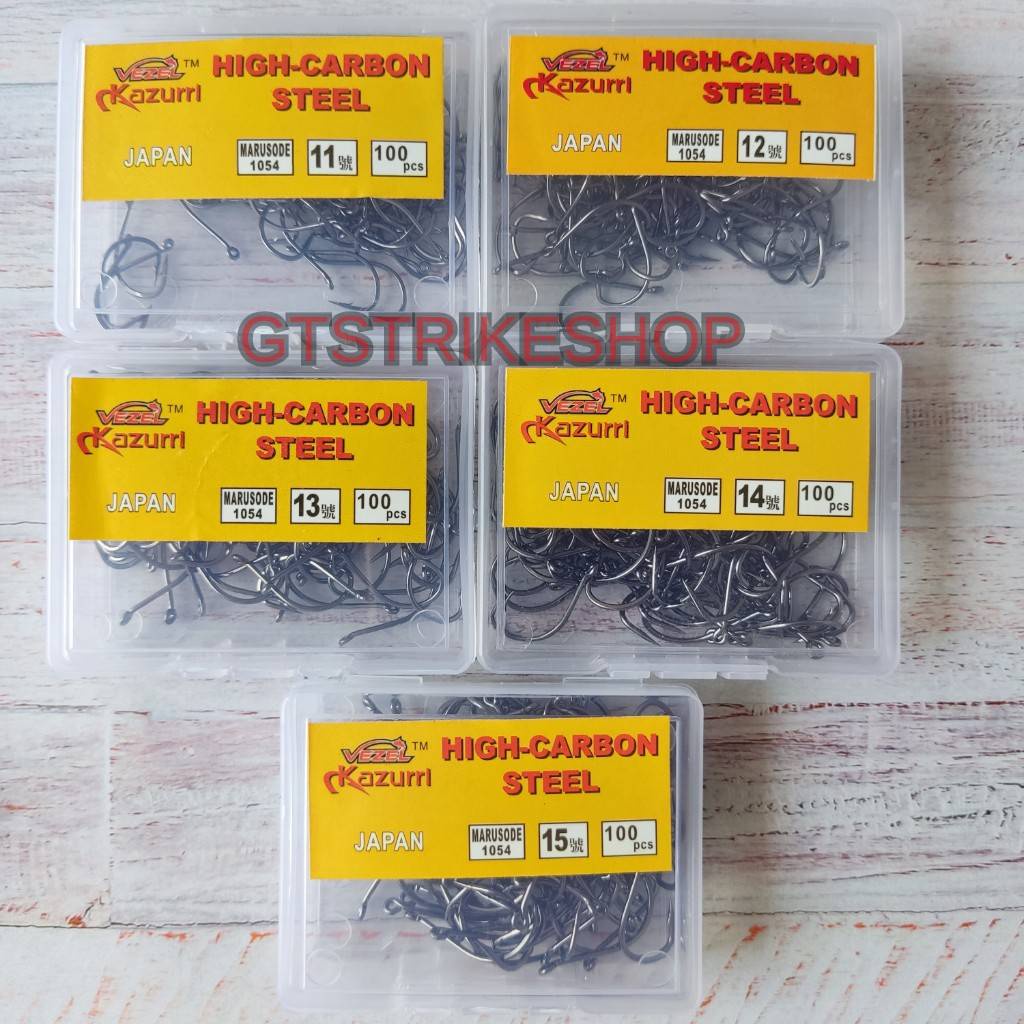 VEZEL™
Kazurri
HIGH-CARBON
STEEL
JAPAN
MARUSODE
1054
11號
100
pcs
VEZEL™
Kazurri
HIGH-CARBON
STEEL
JAPAN
MARUSODE
1054
12號
100
pcs
GTSTRIKESHOP
VEZEL™
Kazurri
HIGH-CARBON
STEEL
JAPAN
MARUSODE
1054
13號
100
pcs
VEZEL™
Kazurri
HIGH-CARBON
STEEL
JAPAN
MARUSODE
1054
14號
100
pcs
VEZEL™
Kazurri
HIGH-CARBON
STEEL
JAPAN
MARUSODE
1054
15號
100
pcs